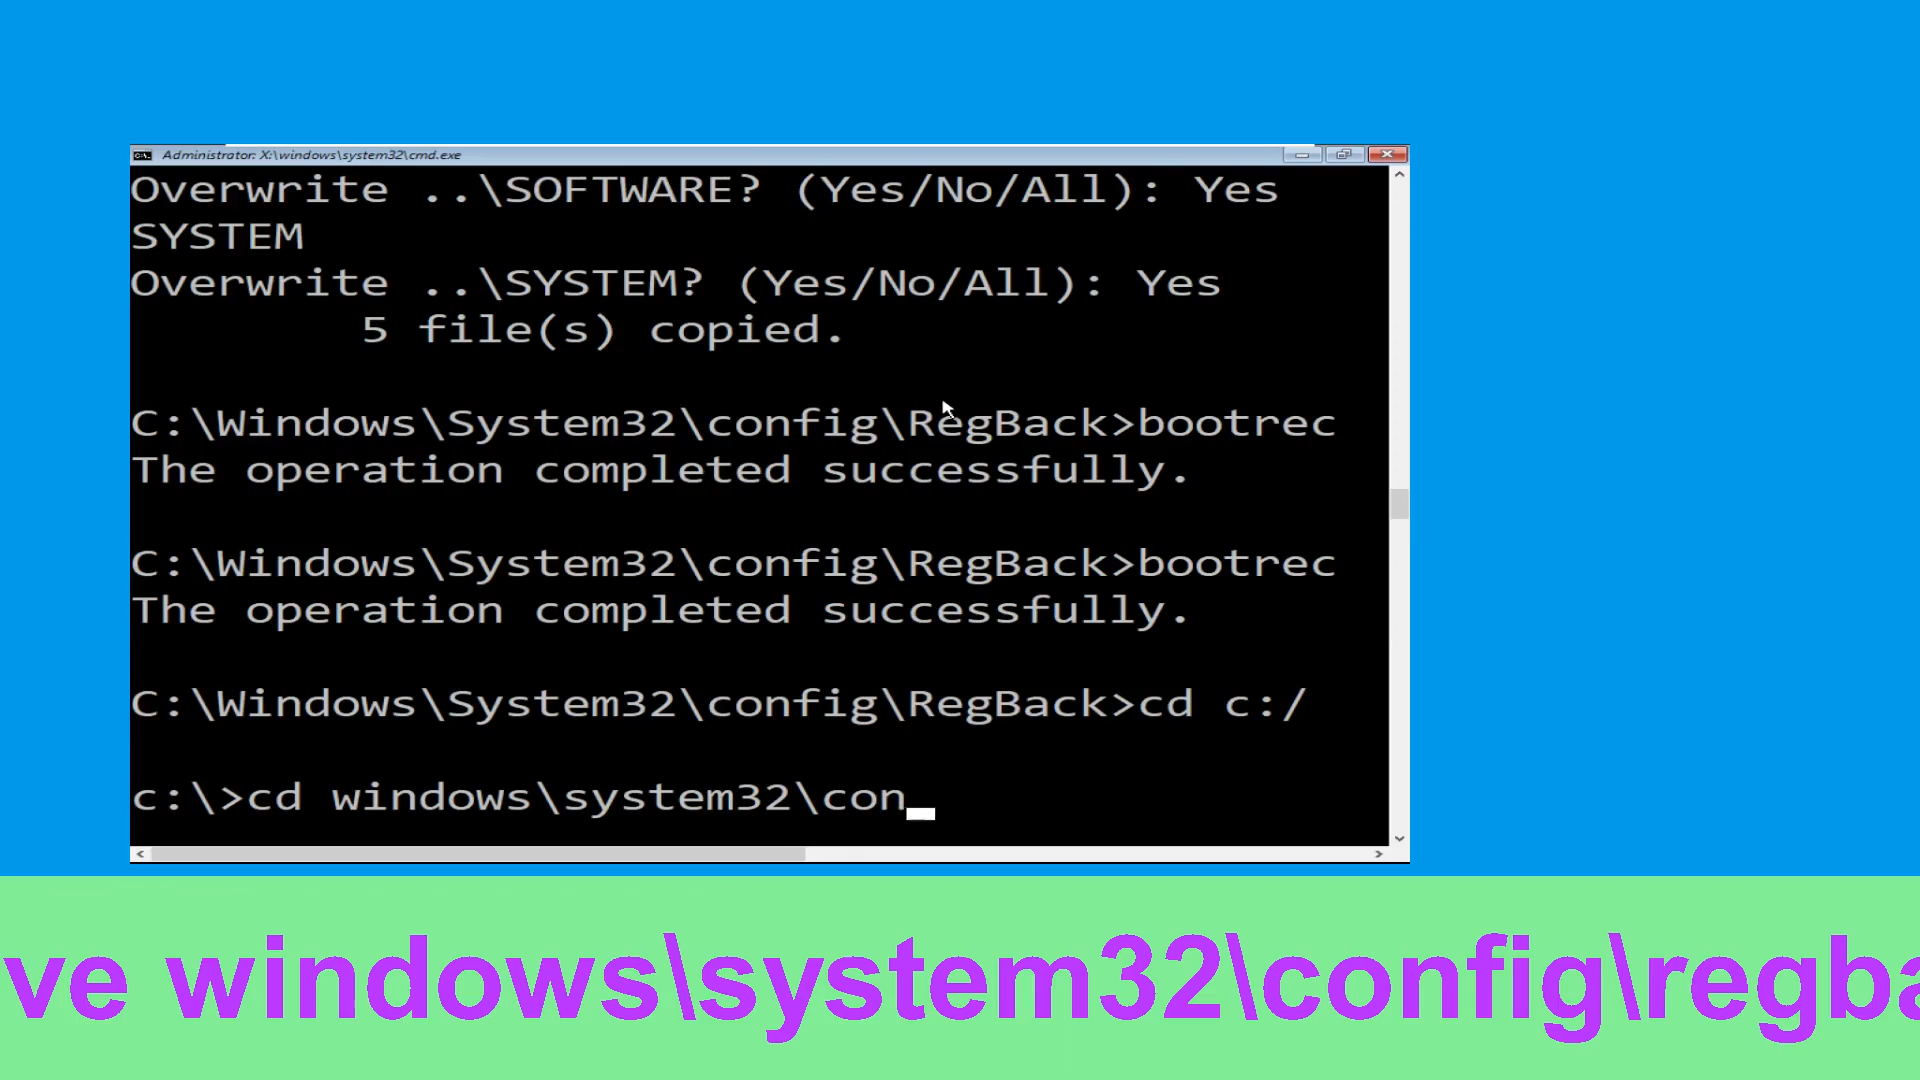 Administrator: X:\windows\system32\cmd.exe
Overwrite ..\SOFTWARE? (Yes/No/All): Yes
SYSTEM
Overwrite ..\SYSTEM? (Yes/No/All): Yes
5 file(s) copied.
C:\Windows\System32\config\RegBack>bootrec
The operation completed successfully.
C:\Windows\System32\config\RegBack>bootrec
The operation completed successfully.
C:\Windows\System32\config\RegBack>cd c:/
c:\>cd windows\system32\con
ve windows\system32\config\regba